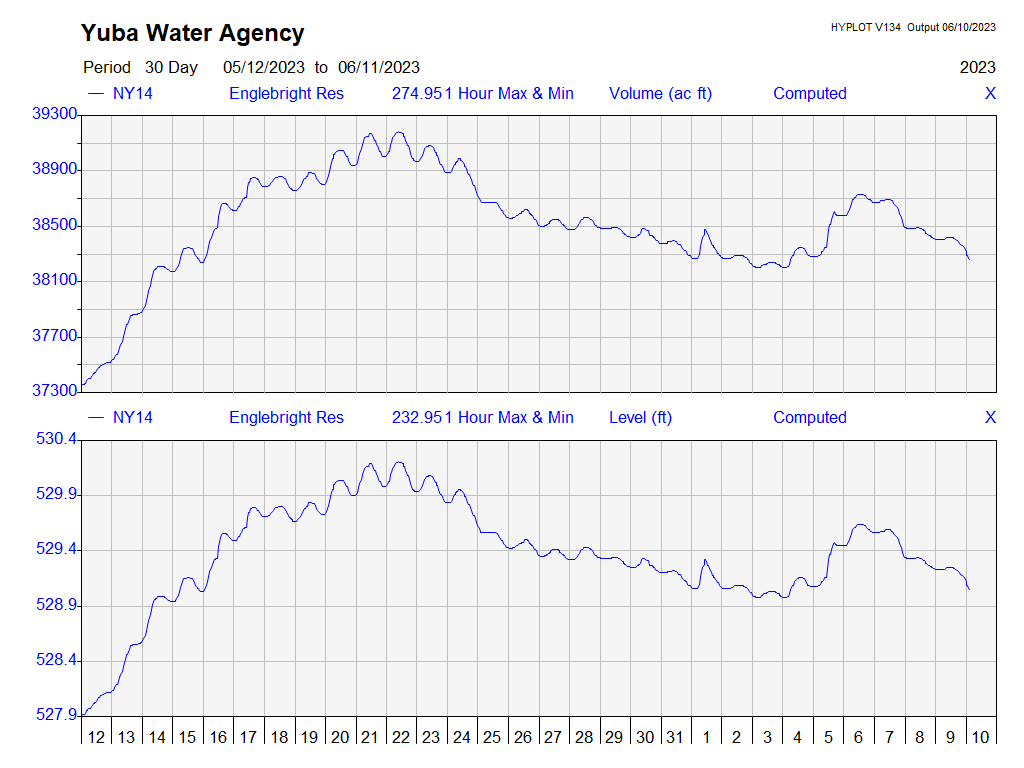 Yuba Water Agency
HYPLOT V134 Output 06/10/2023
Period 30 Day 05/12/2023 to 06/11/2023
2023
NY14 Englebright Res 274.951 Hour Max & Min Volume (ac ft) Computed X
39300
38900
38500
38100
37700
37300
NY14 Englebright Res 232.951 Hour Max & Min Level (ft) Computed X
530.4
529.9
529.4
528.9
528.4
527.9
12 13 14 15 16 17 18 19 20 21 22 23 24 25 26 27 28 29 30 31 1 2 3 4 5 6 7 8 9 10